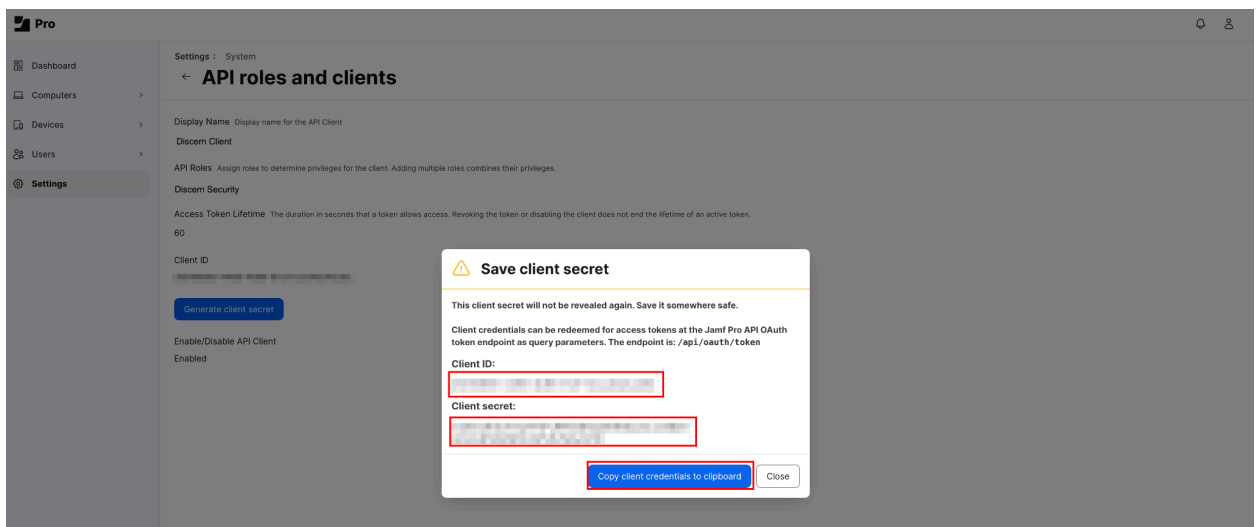 Pro
Dashboard
Computers
Devices
Users
Settings
Settings : System
← API roles and clients
Display Name Display name for the API Client
Discern Client
API Roles Assign roles to determine privileges for the client. Adding multiple roles combines their privileges.
Discern Security
Access Token Lifetime The duration in seconds that a token allows access. Revoking the token or disabling the client does not end the lifetime of an active token.
60
Client ID
Generate client secret
Enable/Disable API Client
Enabled
Save client secret
This client secret will not be revealed again. Save it somewhere safe.
Client credentials can be redeemed for access tokens at the Jamf Pro API OAuth
token endpoint as query parameters. The endpoint is: /api/oauth/token
Client ID:
Client secret:
Copy client credentials to clipboard
Close